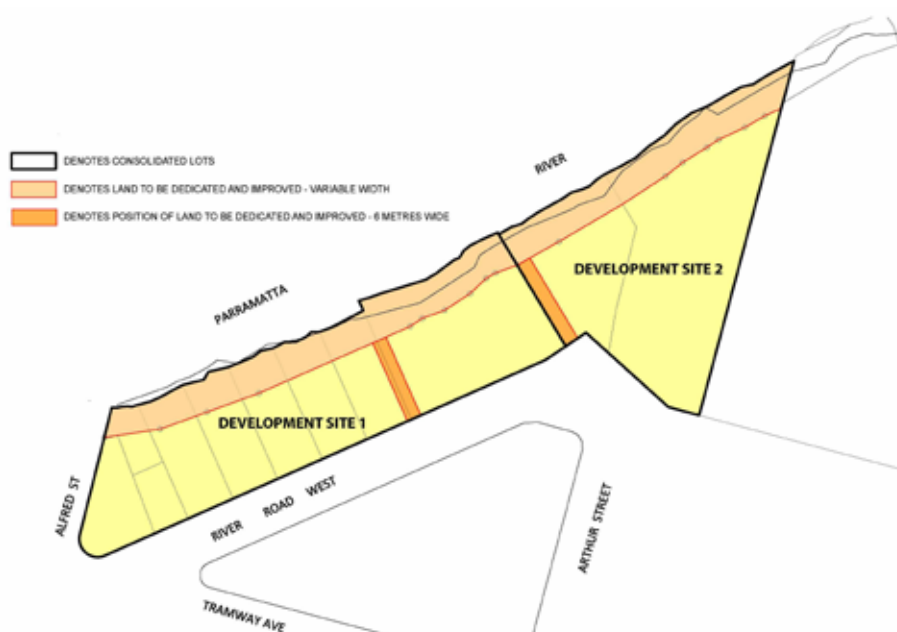 DENOTES CONSOLIDATED LOTS
DENOTES LAND TO BE DEDICATED AND IMPROVED - VARIABLE WIDTH
DENOTES POSITION OF LAND TO BE DEDICATED AND IMPROVED - 6 METRES WIDE
RIVER
PARRAMATTA
DEVELOPMENT SITE 2
DEVELOPMENT SITE 1
ALFRED ST
RIVER ROAD WEST
ARTHUR STREET
TRAMWAY AVE